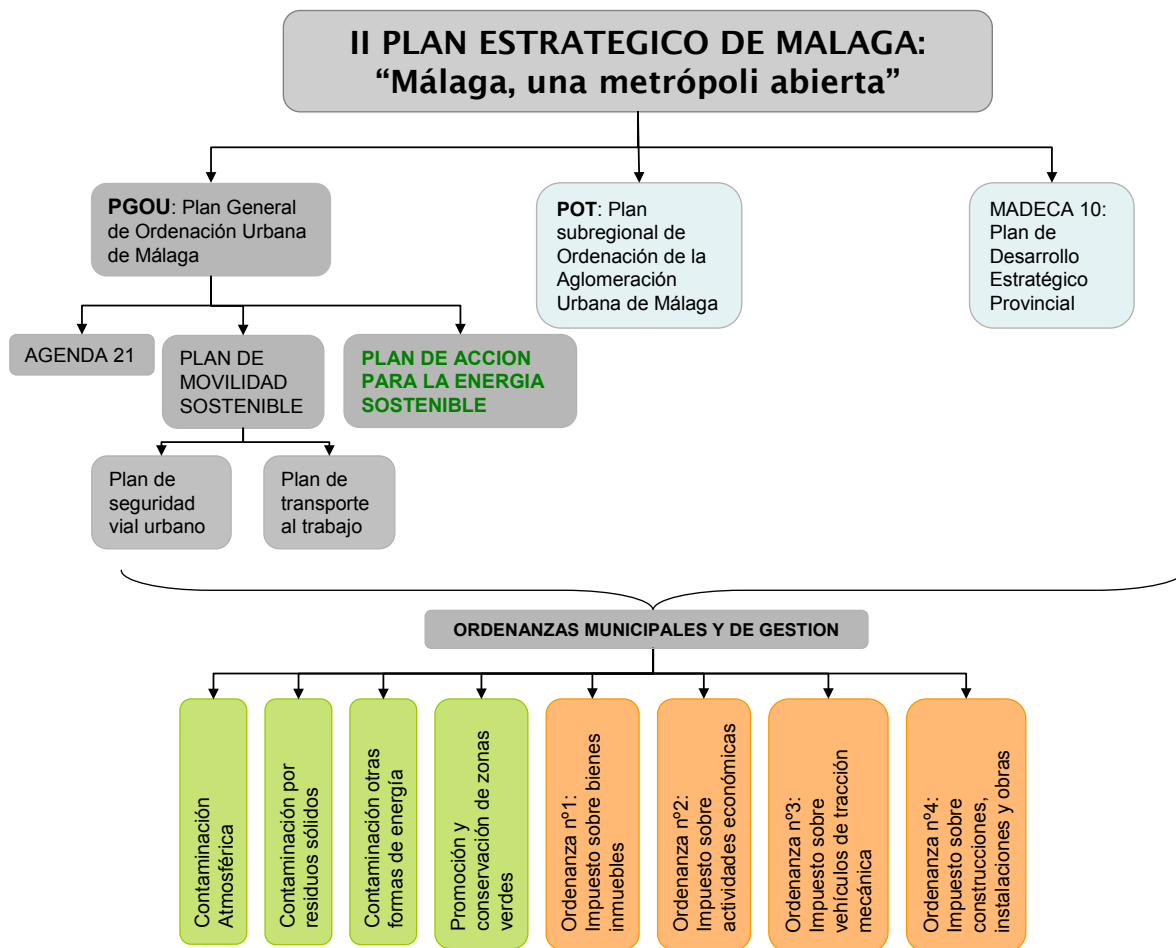 II PLAN ESTRATEGICO DE MALAGA:
“Málaga, una metrópoli abierta”
PGOU: Plan General
de Ordenación Urbana
de Málaga
POT: Plan
subregional de
Ordenación de la
Aglomeración
Urbana de Málaga
MADECA 10:
Plan de
Desarrollo
Estratégico
Provincial
AGENDA 21
PLAN DE
MOVILIDAD
SOSTENIBLE
PLAN DE ACCION
PARA LA ENERGIA
SOSTENIBLE
Plan de
seguridad
vial urbano
Plan de
transporte
al trabajo
ORDENANZAS MUNICIPALES Y DE GESTION
Contaminación
Atmosférica
Contaminación por
residuos sólidos
Contaminación otras
formas de energía
Promoción y
conservación de zonas
verdes
Ordenanza nº1:
Impuesto sobre bienes
inmuebles
Ordenanza nº2:
Impuesto sobre
actividades económicas
Ordenanza nº3:
Impuesto sobre
vehículos de tracción
mecánica
Ordenanza nº4:
Impuesto sobre
construcciones,
instalaciones y obras